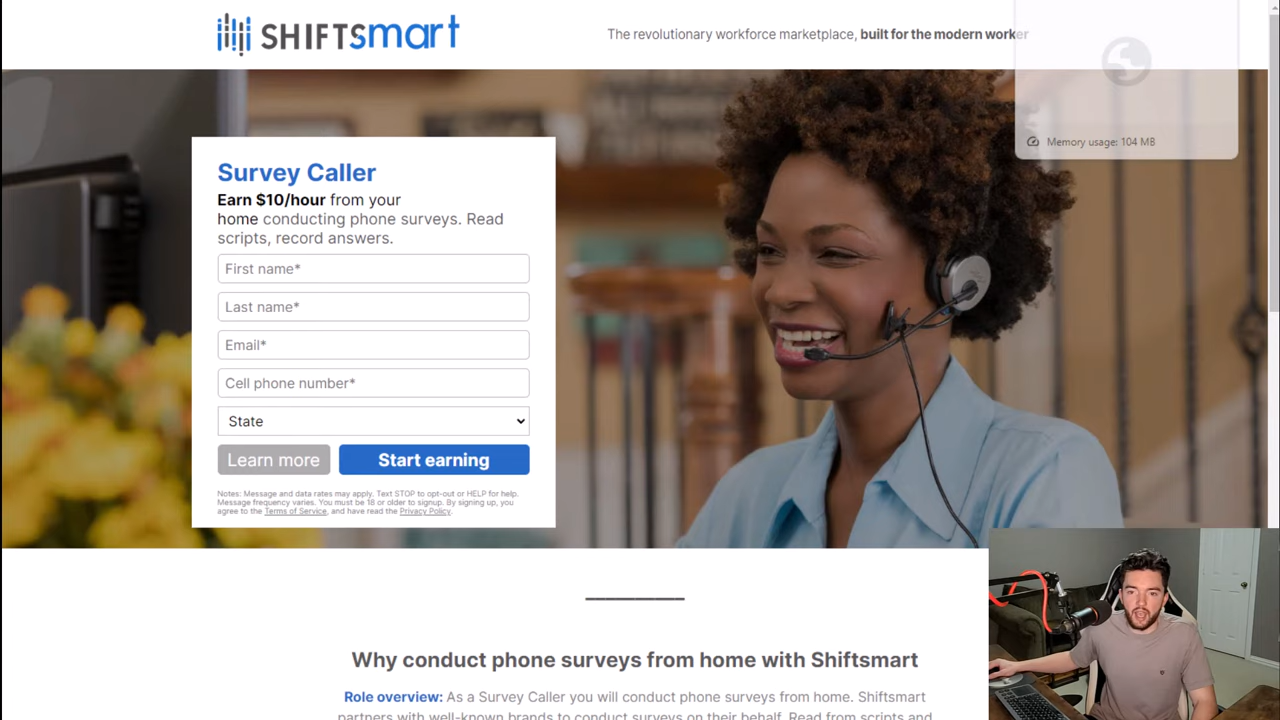 SHIFTSmart
The revolutionary workforce marketplace, built for the modern worker
Memory usage: 104 MB
Survey Caller
Earn $10/hour from your
home conducting phone surveys. Read
scripts, record answers.
First name*
Last name*
Email*
Cell phone number*
State
Learn more
Start earning
Notes: Message and data rates may apply. Text STOP to opt-out or HELP for help.
Message frequency varies. You must be 18 or older to signup. By signing up, you
agree to the Terms of Service, and have read the Privacy Policy.
Why conduct phone surveys from home with Shiftsmart
Role overview: As a Survey Caller you will conduct phone surveys from home. Shiftsmart
partners with well-known brands to conduct surveys on their behalf. Read from scripts and